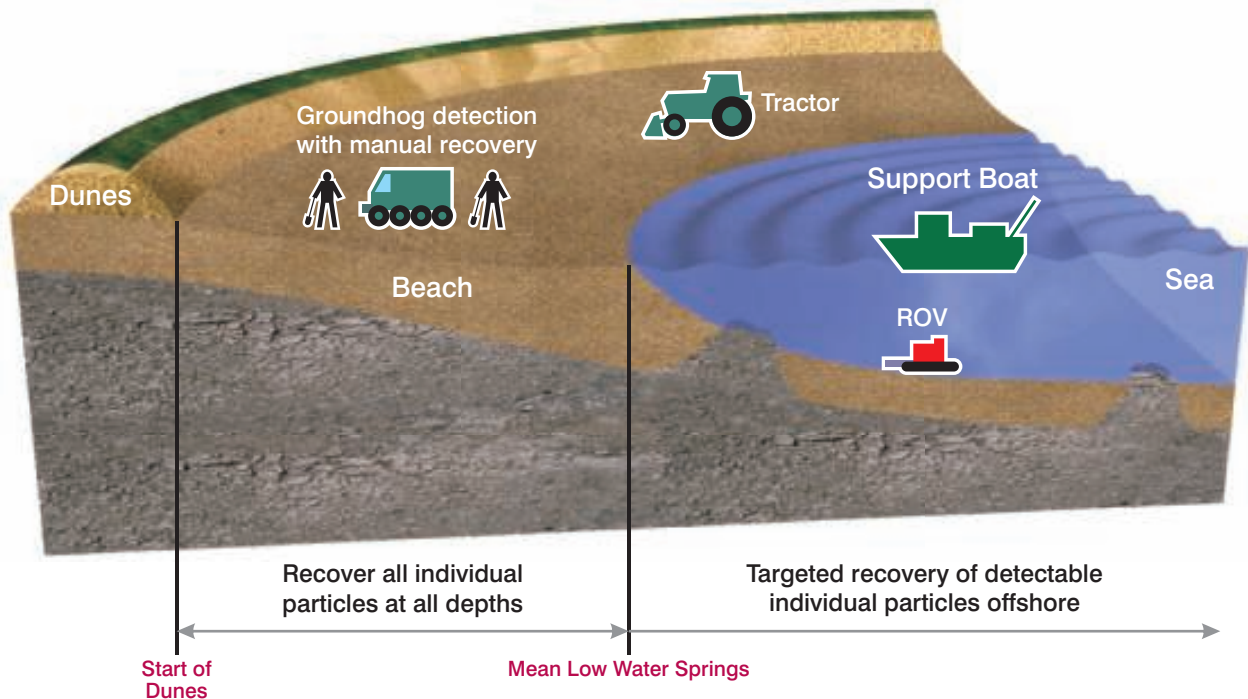 Groundhog detection
with manual recovery
Tractor
Dunes
Support Boat
Beach
Sea
ROV
Recover all individual
particles at all depths
Targeted recovery of detectable
individual particles offshore
Start of
Dunes
Mean Low Water Springs